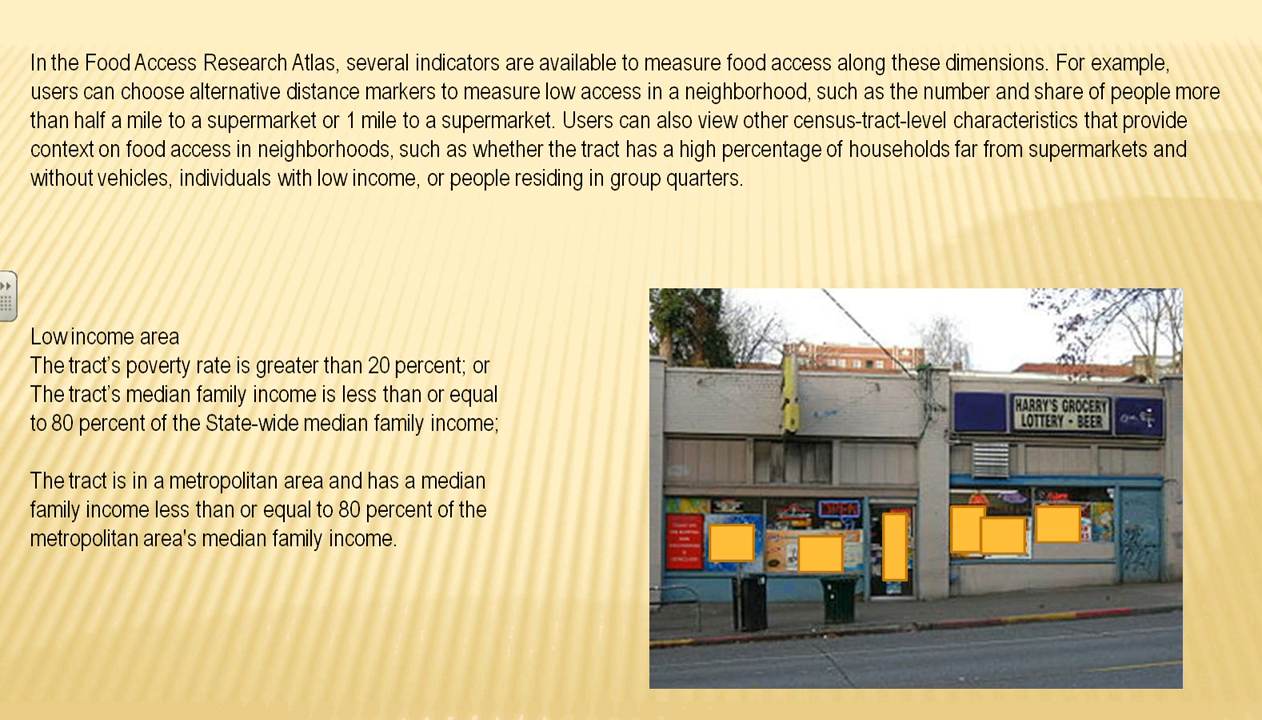 In the Food Access Research Atlas, several indicators are available to measure food access along these dimensions. For example,
users can choose alternative distance markers to measure low access in a neighborhood, such as the number and share of people more
than half a mile to a supermarket or 1 mile to a supermarket. Users can also view other census-tract-level characteristics that provide
context on food access in neighborhoods, such as whether the tract has a high percentage of households far from supermarkets and
without vehicles, individuals with low income, or people residing in group quarters.
Low income area
The tract’s poverty rate is greater than 20 percent; or
The tract’s median family income is less than or equal
to 80 percent of the State-wide median family income;
The tract is in a metropolitan area and has a median
family income less than or equal to 80 percent of the
metropolitan area's median family income.
HARRY'S GROCERY
LOTTERY - BEER
OPEN